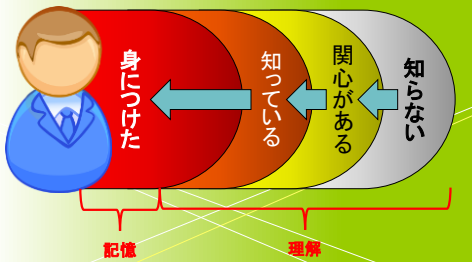 身につけた
知っている
関心がある
知らない
記憶
理解